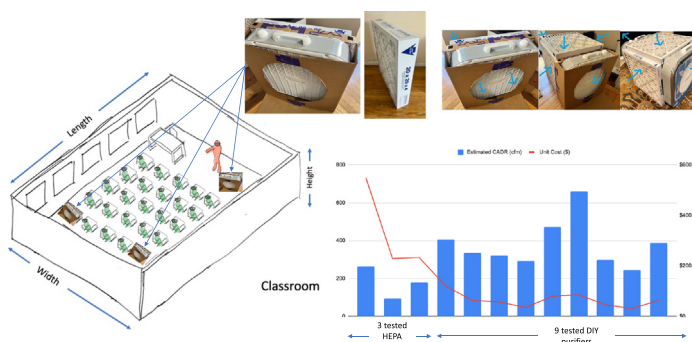 20x20x4
Length
Height
Width
Classroom
Estimated CADR (cfm)
Unit Cost ($)
800
600
400
200
0
$600
$400
$200
$0
3 tested
HEPA
9 tested DIY
purifiers